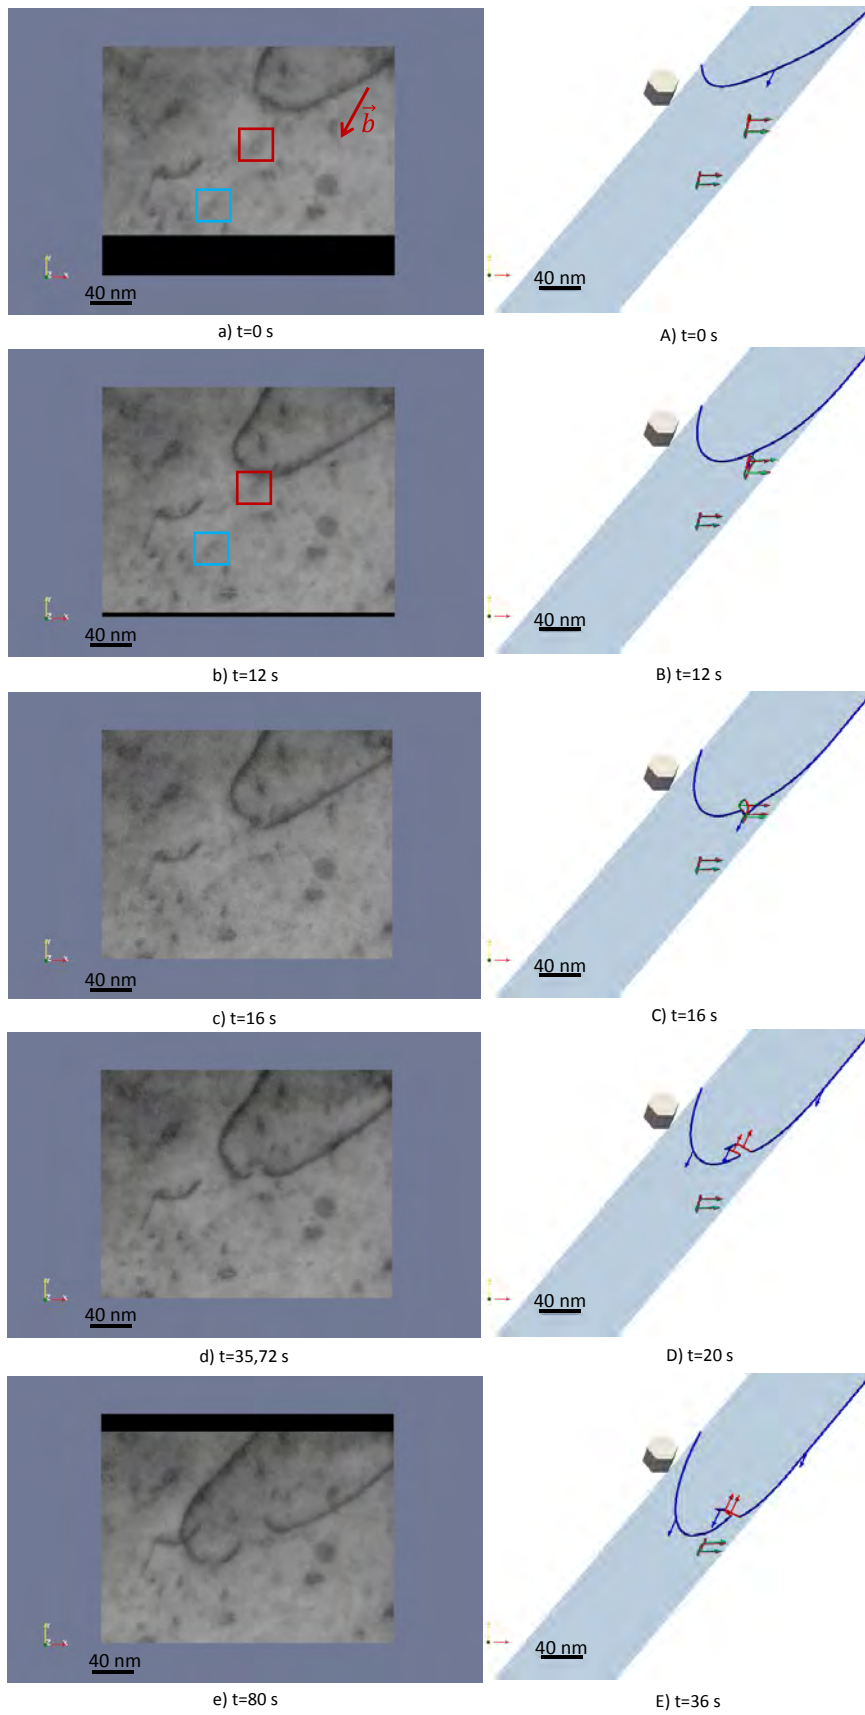 b
40 nm
40 nm
a) t=0 s
A) t=0 s
40 nm
40 nm
b) t=12 s
B) t=12 s
40 nm
40 nm
c) t=16 s
C) t=16 s
40 nm
40 nm
d) t=35,72 s
D) t=20 s
40 nm
40 nm
e) t=80 s
E) t=36 s